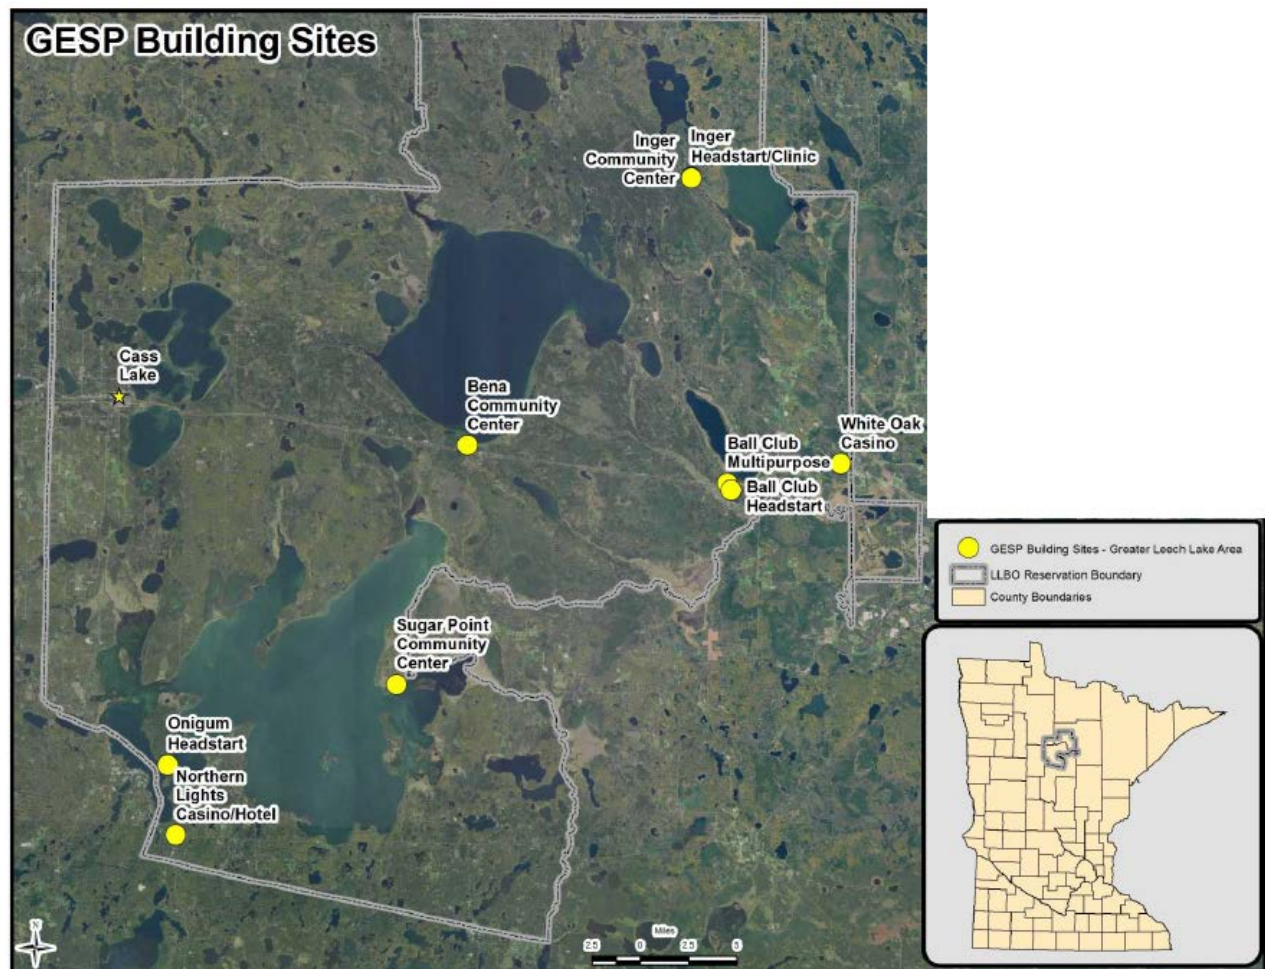 GESP Building Sites
Inger
Community
Center
Inger
Headstart/Clinic
Cass
Lake
Bena
Community
Center
White Oak
Casino
Ball Club
Multipurpose
Ball Club
Headstart
Sugar Point
Community
Center
Onigum
Headstart
Northern
Lights
Casino/Hotel
N
Miles
2.5 0 2.5 5
GESP Building Sites - Greater Leech Lake Area
LLBO Reservation Boundary
County Boundaries